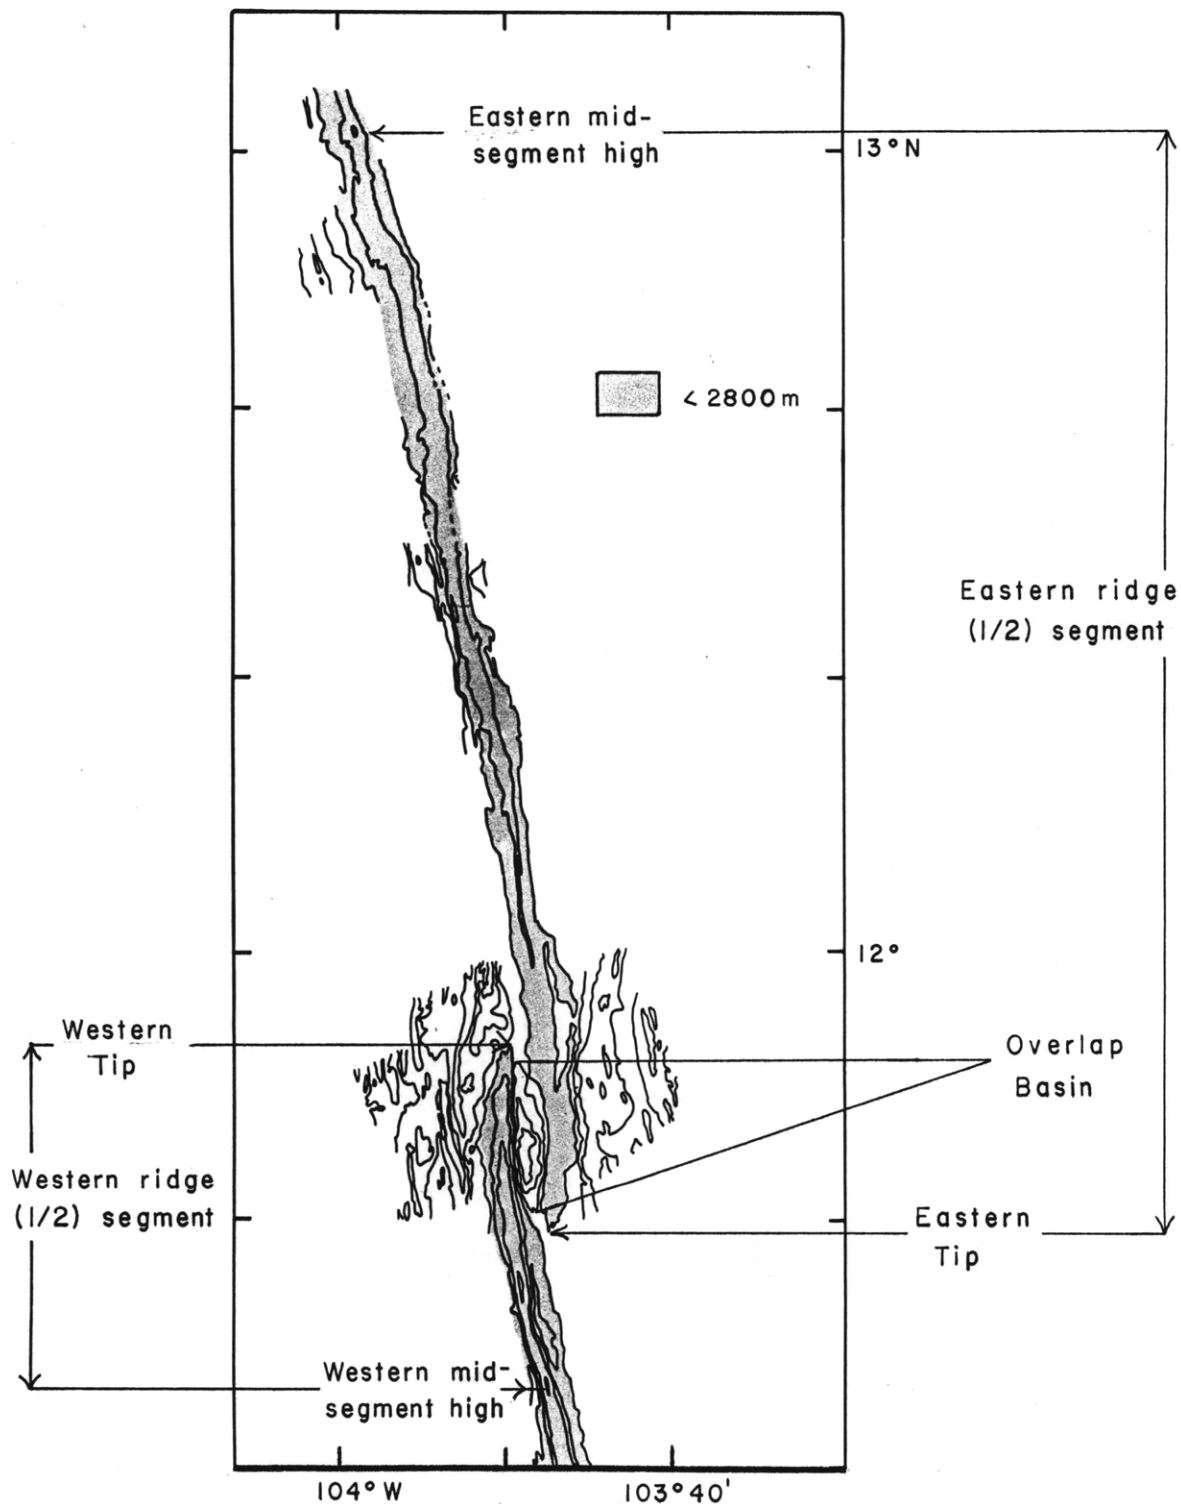 Eastern mid-
segment high
13°N
< 2800 m
Eastern ridge
(1/2) segment
12°
Western
Tip
Overlap
Basin
Western ridge
(1/2) segment
Eastern
Tip
Western mid-
segment high
104°W
103°40'